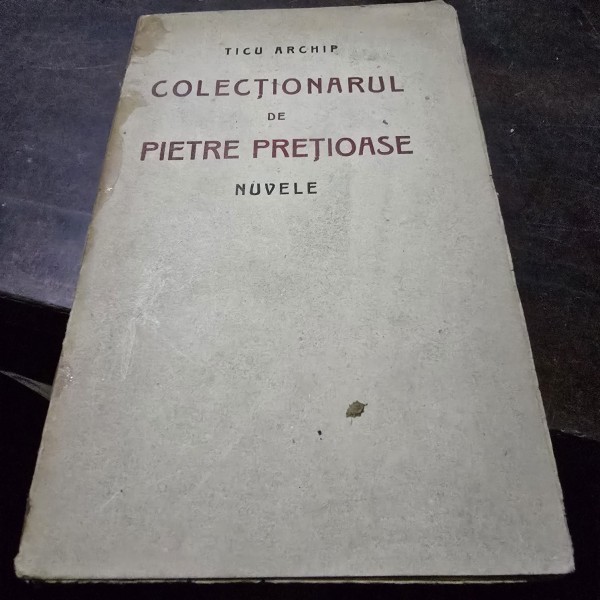 TICU ARCHIP
COLECȚIONARUL
DE
PIETRE PREȚIOASE
NUVELE